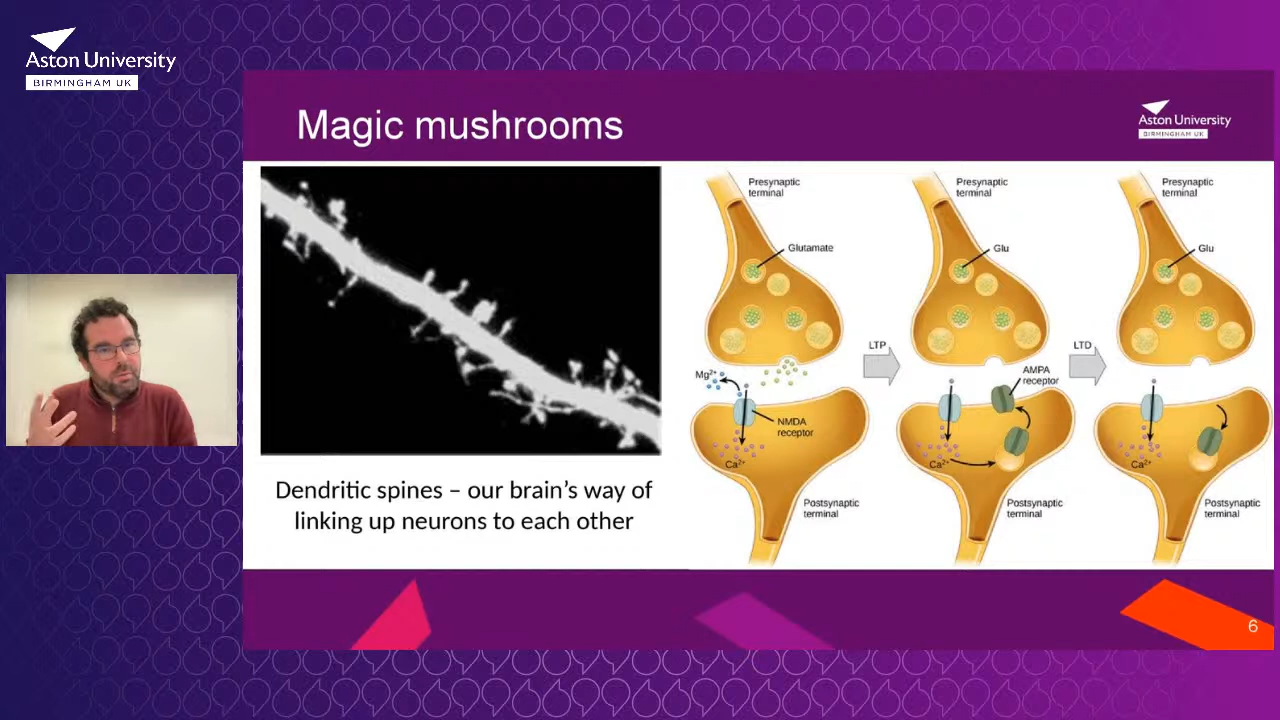 Aston University
BIRMINGHAM UK
Magic mushrooms
Aston University
BIRMINGHAM UK
Dendritic spines – our brain’s way of
linking up neurons to each other
Presynaptic
terminal
Glutamate
Mg²⁺
NMDA
receptor
Ca²⁺
Postsynaptic
terminal
LTP
Presynaptic
terminal
Glu
AMPA
receptor
Ca²⁺
Postsynaptic
terminal
LTD
Presynaptic
terminal
Glu
Ca²⁺
Postsynaptic
terminal
6